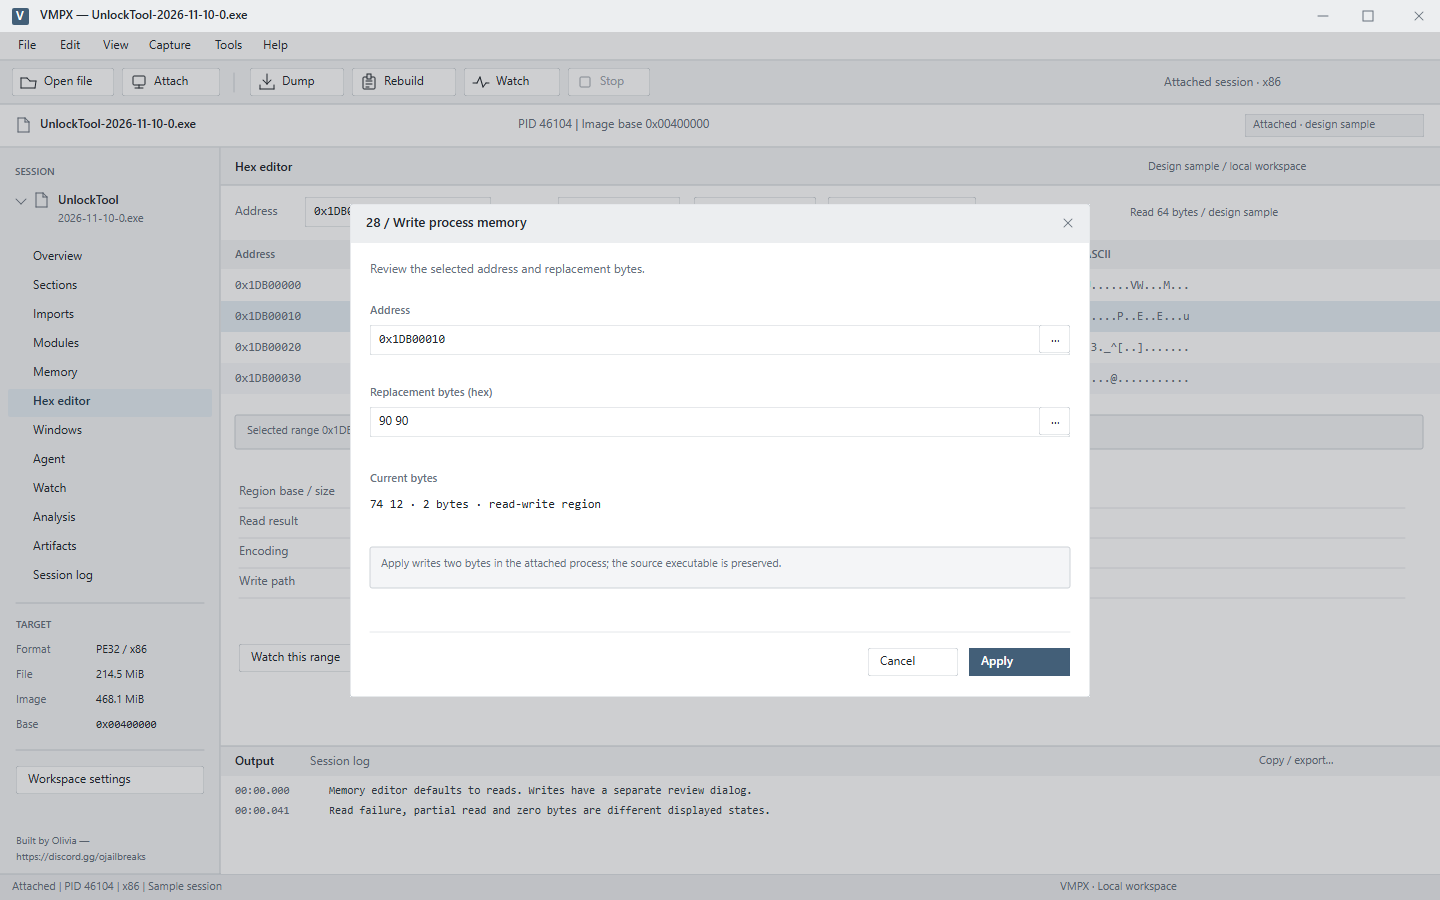 V VMPX — UnlockTool-2026-11-10-0.exe
File Edit View Capture Tools Help
Open file Attach Dump Rebuild Watch Stop Attached session · x86
UnlockTool-2026-11-10-0.exe PID 46104 | Image base 0x00400000 Attached · design sample
SESSION
UnlockTool
2026-11-10-0.exe
Overview
Sections
Imports
Modules
Memory
Hex editor
Windows
Agent
Watch
Analysis
Artifacts
Session log
TARGET
Format PE32 / x86
File 214.5 MiB
Image 468.1 MiB
Base 0x00400000
Workspace settings
Built by Olivia —
https://discord.gg/ojailbreaks
Hex editor Design sample / local workspace
Address Read 64 bytes / design sample
Address
0x1DB00000 ......VW...M...
0x1DB00010 ....P..E..E...u
0x1DB00020 3._^[..].......
0x1DB00030 ...@...........
Selected range
Region base / size
Read result
Encoding
Write path
Watch this range
28 / Write process memory
Review the selected address and replacement bytes.
Address
0x1DB00010 ...
Replacement bytes (hex)
90 90 ...
Current bytes
74 12 · 2 bytes · read-write region
Apply writes two bytes in the attached process; the source executable is preserved.
Cancel Apply
Output Session log Copy / export...
00:00.000 Memory editor defaults to reads. Writes have a separate review dialog.
00:00.041 Read failure, partial read and zero bytes are different displayed states.
Attached | PID 46104 | x86 | Sample session VMPX · Local workspace